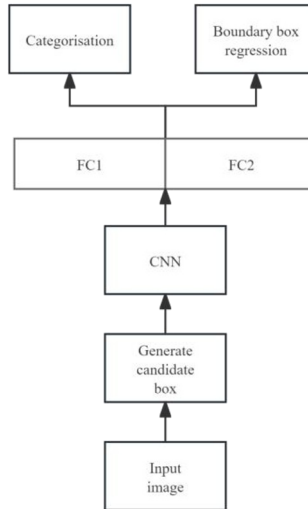 Categorisation
Boundary box
regression
FC1
FC2
CNN
Generate
candidate
box
Input
image